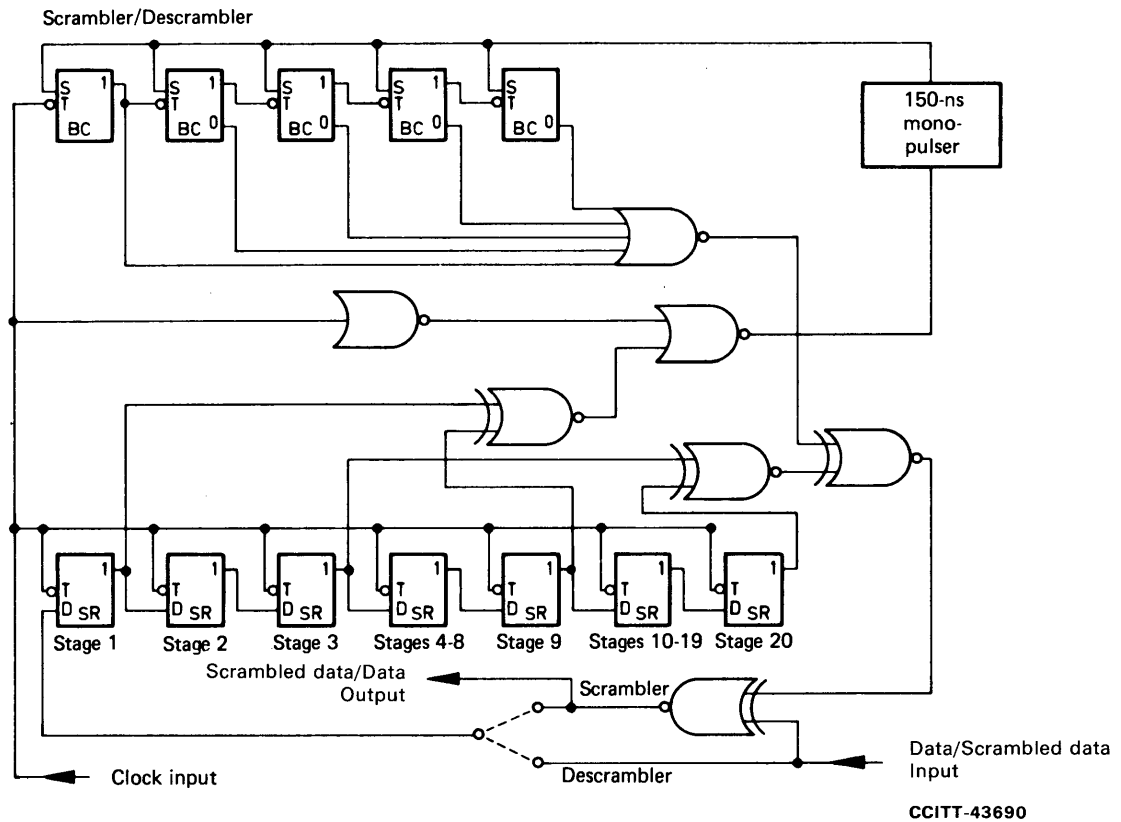 Scrambler/Descrambler
S 1
T
BC
S 1
T
BC 0
S 1
T
BC 0
S 1
T
BC 0
S
T
BC 0
150-ns
mono-
pulser
T 1
D SR
Stage 1
T 1
D SR
Stage 2
T 1
D SR
Stage 3
T 1
D SR
Stages 4-8
T 1
D SR
Stage 9
T 1
D SR
Stages 10-19
T 1
D SR
Stage 20
Scrambled data/Data
Output
Scrambler
Descrambler
Clock input
Data/Scrambled data
Input
CCITT-43690